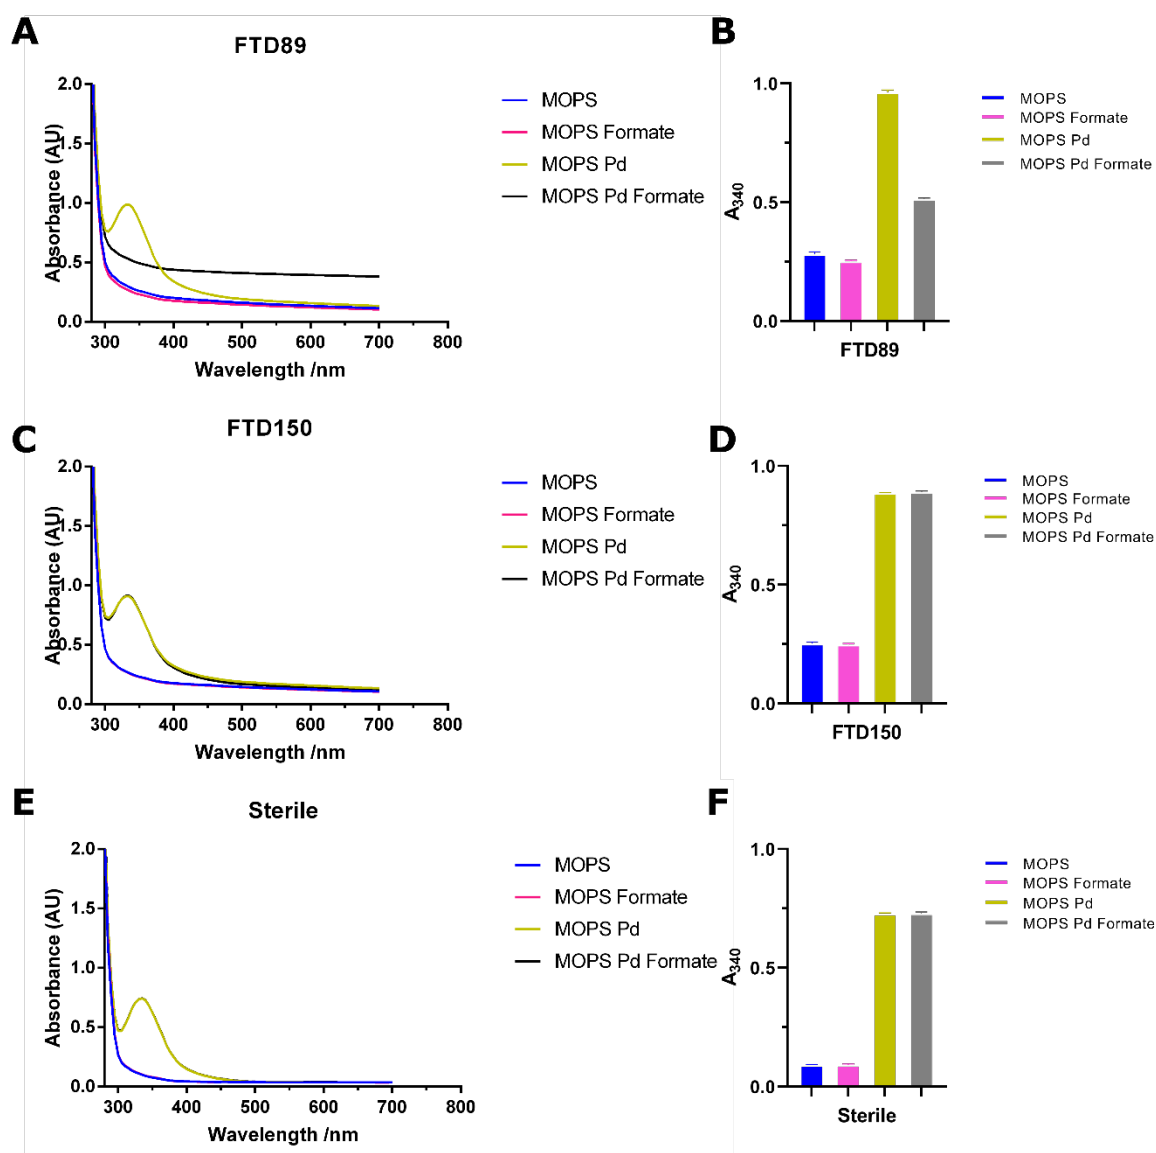 A
FTD89
Absorbance (AU)
2.0
1.5
1.0
0.5
0.0
300 400 500 600 700 800
Wavelength /nm
MOPS
MOPS Formate
MOPS Pd
MOPS Pd Formate
B
A340
1.0
0.5
0.0
FTD89
MOPS
MOPS Formate
MOPS Pd
MOPS Pd Formate
C
FTD150
Absorbance (AU)
2.0
1.5
1.0
0.5
0.0
300 400 500 600 700 800
Wavelength /nm
MOPS
MOPS Formate
MOPS Pd
MOPS Pd Formate
D
A340
1.0
0.5
0.0
FTD150
MOPS
MOPS Formate
MOPS Pd
MOPS Pd Formate
E
Sterile
Absorbance (AU)
2.0
1.5
1.0
0.5
0.0
300 400 500 600 700 800
Wavelength /nm
MOPS
MOPS Formate
MOPS Pd
MOPS Pd Formate
F
A340
1.0
0.5
0.0
Sterile
MOPS
MOPS Formate
MOPS Pd
MOPS Pd Formate